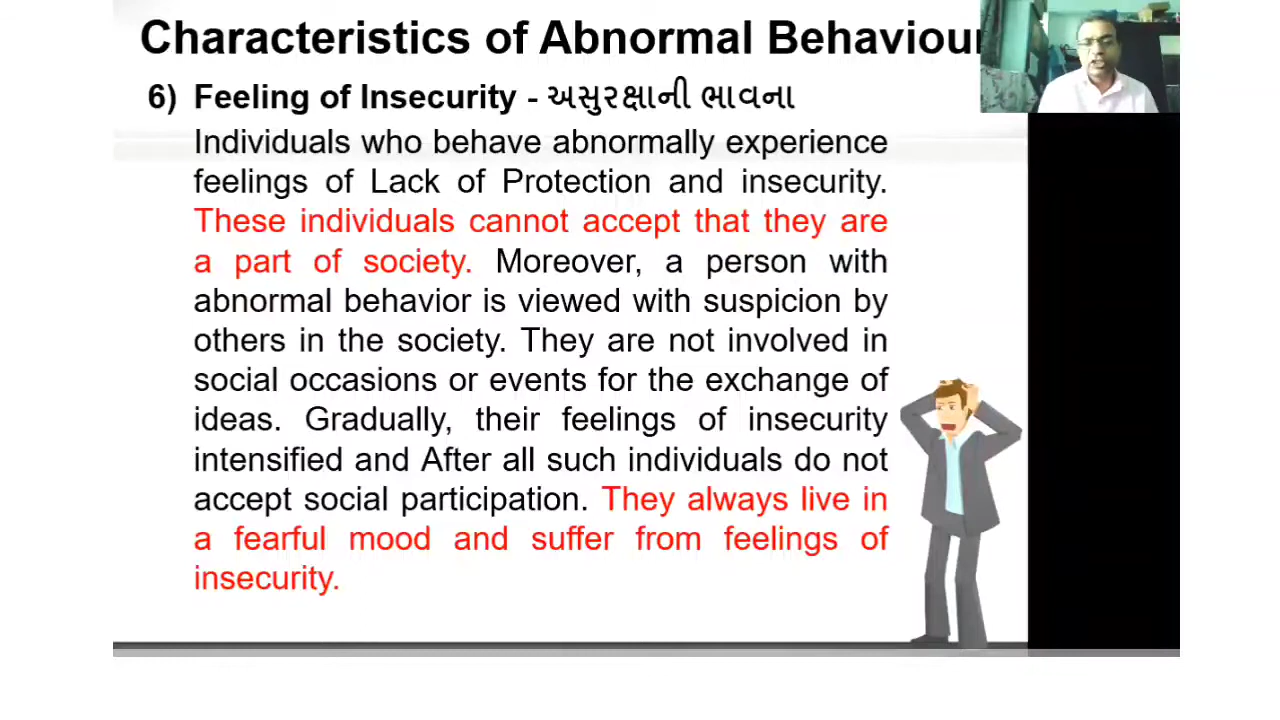 Characteristics of Abnormal Behaviour
6) Feeling of Insecurity - અસુરક્ષાની ભાવના
Individuals who behave abnormally experience
feelings of Lack of Protection and insecurity.
These individuals cannot accept that they are
a part of society. Moreover, a person with
abnormal behavior is viewed with suspicion by
others in the society. They are not involved in
social occasions or events for the exchange of
ideas. Gradually, their feelings of insecurity
intensified and After all such individuals do not
accept social participation. They always live in
a fearful mood and suffer from feelings of
insecurity.